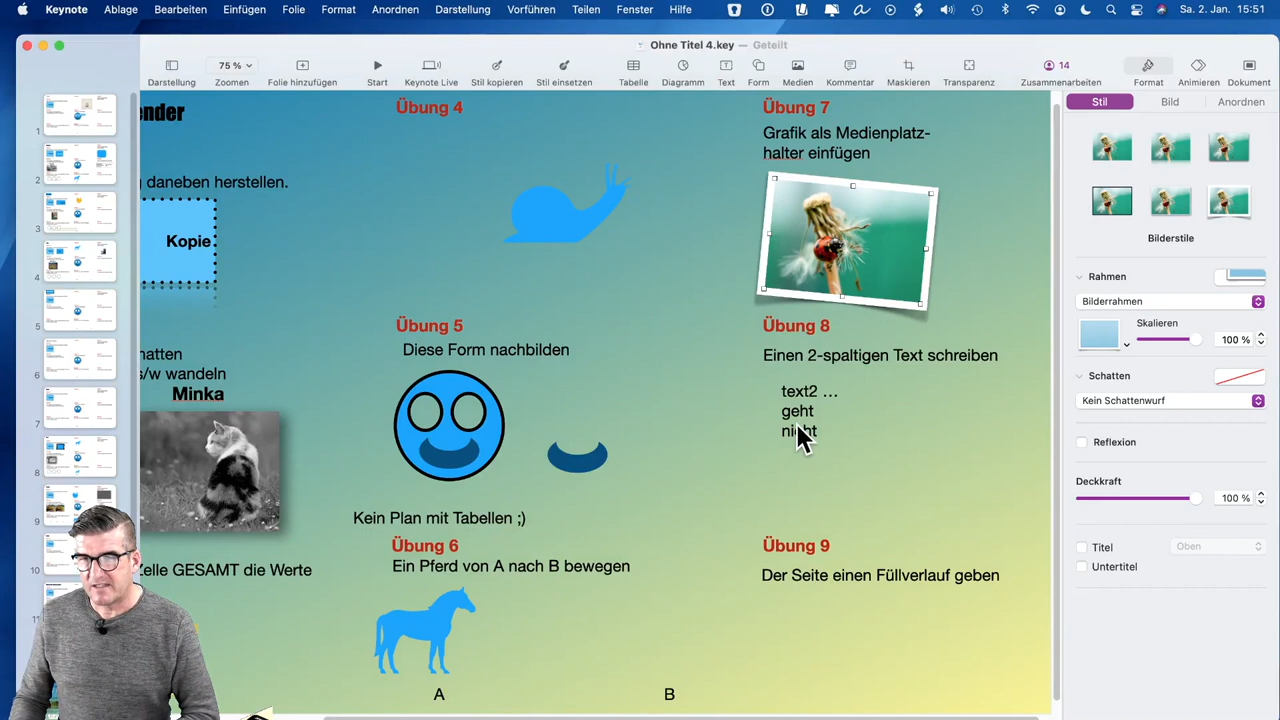 Keynote Ablage Bearbeiten Einfügen Folie Format Anordnen Darstellung Vorführen Teilen Fenster Hilfe Sa. 2. Jan. 15:51
Ohne Titel 4.key — Geteilt
75 % 14
Darstellung Zoomen Folie hinzufügen Start Keynote Live Stil kopieren Stil einsetzen Tabelle Diagramm Text Form Medien Kommentar Maskieren Transparenz Zusammenarbeiten Format Animieren Dokument
1
2
3
4
5
6
7
8
9
10
11
ender
daneben herstellen.
Kopie
hatten
s/w wandeln
Minka
Zelle GESAMT die Werte
Übung 4
Übung 5
Diese Form nachbilden
Kein Plan mit Tabellen ;)
Übung 6
Ein Pferd von A nach B bewegen
A
B
Übung 7
Grafik als Medienplatz-
halter einfügen
Übung 8
Einen 2-spaltigen Text schreiben
text2 …
geht
nicht
Übung 9
Der Seite einen Füllverlauf geben
Stil Bild Anordnen
Bilderstile
Rahmen
Bilderrahmen
Skalieren
100 %
Schatten
Kein Schattenwurf
Reflexion
Deckkraft
100 %
Titel Oben
Untertitel